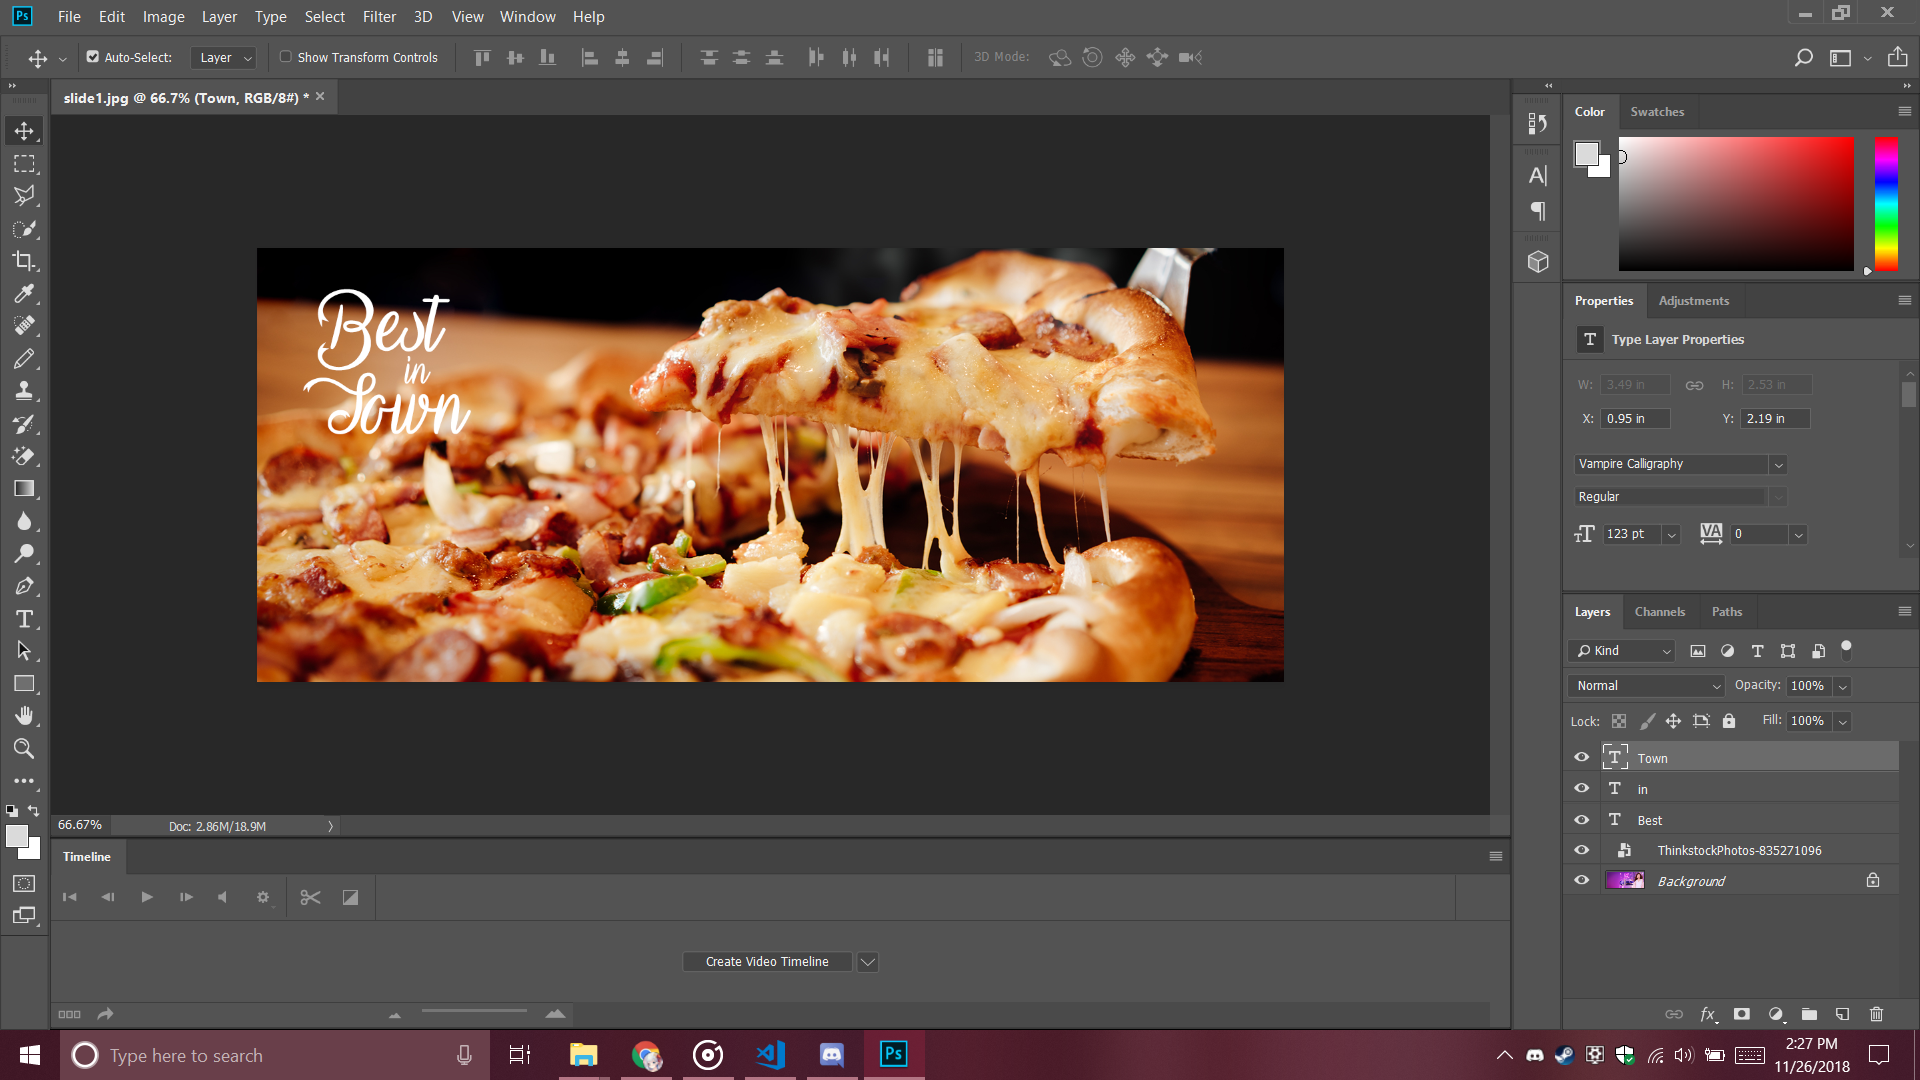 Ps File Edit Image Layer Type Select Filter 3D View Window Help
Auto-Select: Layer Show Transform Controls 3D Mode:
slide1.jpg @ 66.7% (Town, RGB/8#) * ×
Best
in
Town
66.67% Doc: 2.86M/18.9M
Timeline
Create Video Timeline
Color Swatches
Properties Adjustments
T Type Layer Properties
W: 3.49 in H: 2.53 in
X: 0.95 in Y: 2.19 in
Vampire Calligraphy
Regular
123 pt VA 0
Layers Channels Paths
Kind
Normal Opacity: 100%
Lock: Fill: 100%
T Town
T in
T Best
ThinkstockPhotos-835271096
Background
fx
Type here to search
Ps
2:27 PM
11/26/2018